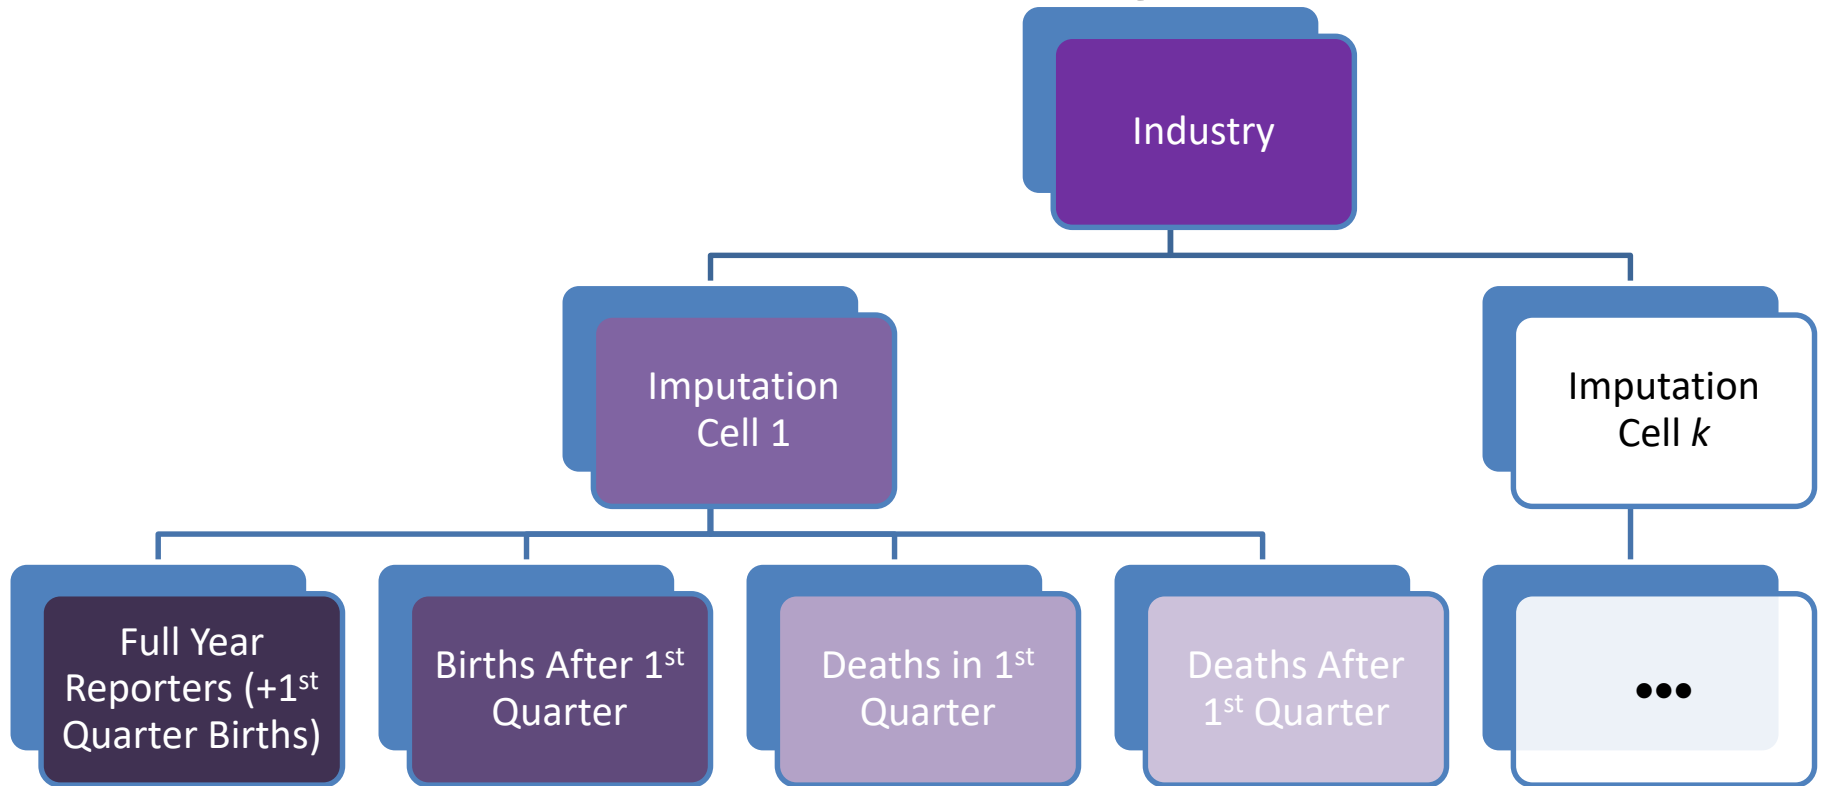 Industry
Imputation
Cell 1
Imputation
Cell k
Full Year
Reporters (+1st
Quarter Births)
Births After 1st
Quarter
Deaths in 1st
Quarter
Deaths After
1st Quarter
•••